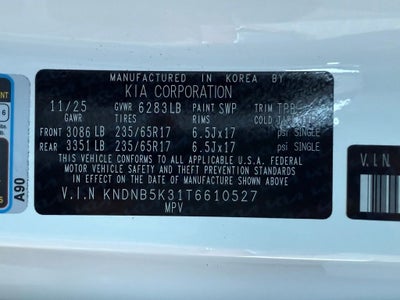 MANUFACTURED IN KOREA BY
KIA CORPORATION
11/25 GVWR 6283LB PAINT SWP TRIM
GAWR TIRES RIMS COLD
FRONT 3086 LB 235/65R17 6.5Jx17 psi SINGLE
REAR 3351 LB 235/65R17 6.5Jx17 psi SINGLE
THIS VEHICLE CONFORMS TO ALL APPLICABLE U.S.A. FEDERAL
MOTOR VEHICLE SAFETY AND THEFT PREVENTION STANDARDS
IN EFFECT ON THE DATE OF MANUFACTURE SHOWN ABOVE
V.I.N KNDNB5K31T6610527
MPV
A90
V.I.N